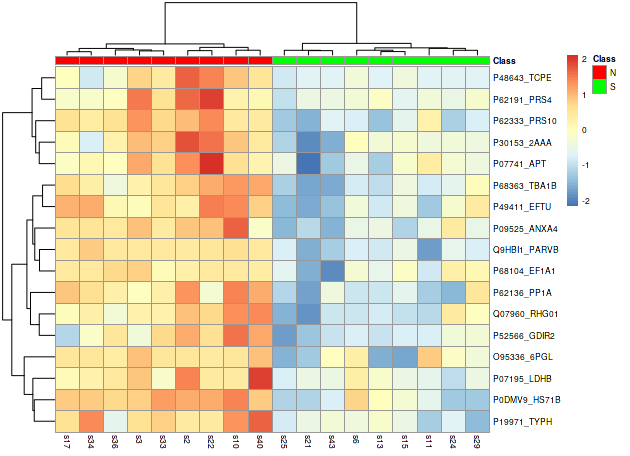 Class
P48643_TCPE
P62191_PRS4
P62333_PRS10
P30153_2AAA
P07741_APT
P68363_TBA1B
P49411_EFTU
P09525_ANXA4
Q9HBI1_PARVB
P68104_EF1A1
P62136_PP1A
Q07960_RHG01
P52566_GDIR2
O95336_6PGL
P07195_LDHB
P0DMV9_HS71B
P19971_TYPH
s17 s34 s36 s3 s33 s2 s22 s10 s40 s25 s21 s43 s6 s13 s15 s11 s24 s29
2
1
0
-1
-2
Class
N
S